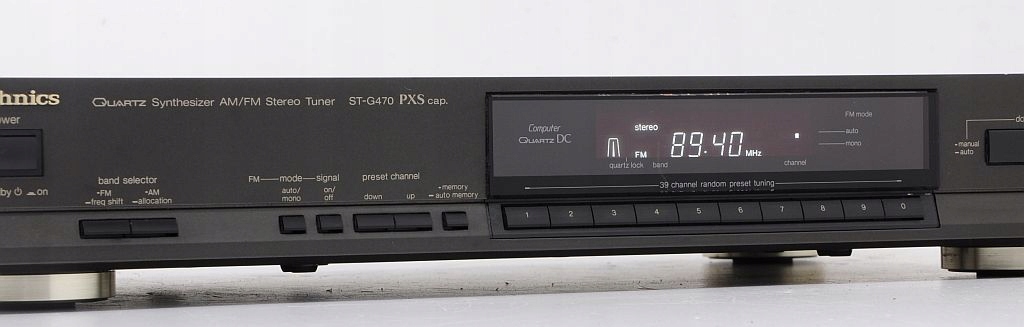 hnics
QUARTZ Synthesizer AM/FM Stereo Tuner ST-G470 PXS cap.
ower
by on
band selector
-FM
-freq shift
-AM
-allocation
FM mode signal
auto/
mono
on/
off
preset channel
down up
-memory
-auto memory
Computer
QUARTZ DC
stereo
FM
89.40 MHz
quartz lock band
channel
FM mode
auto
mono
39 channel random preset tuning
1 2 3 4 5 6 7 8 9 0
do
-manual
-auto